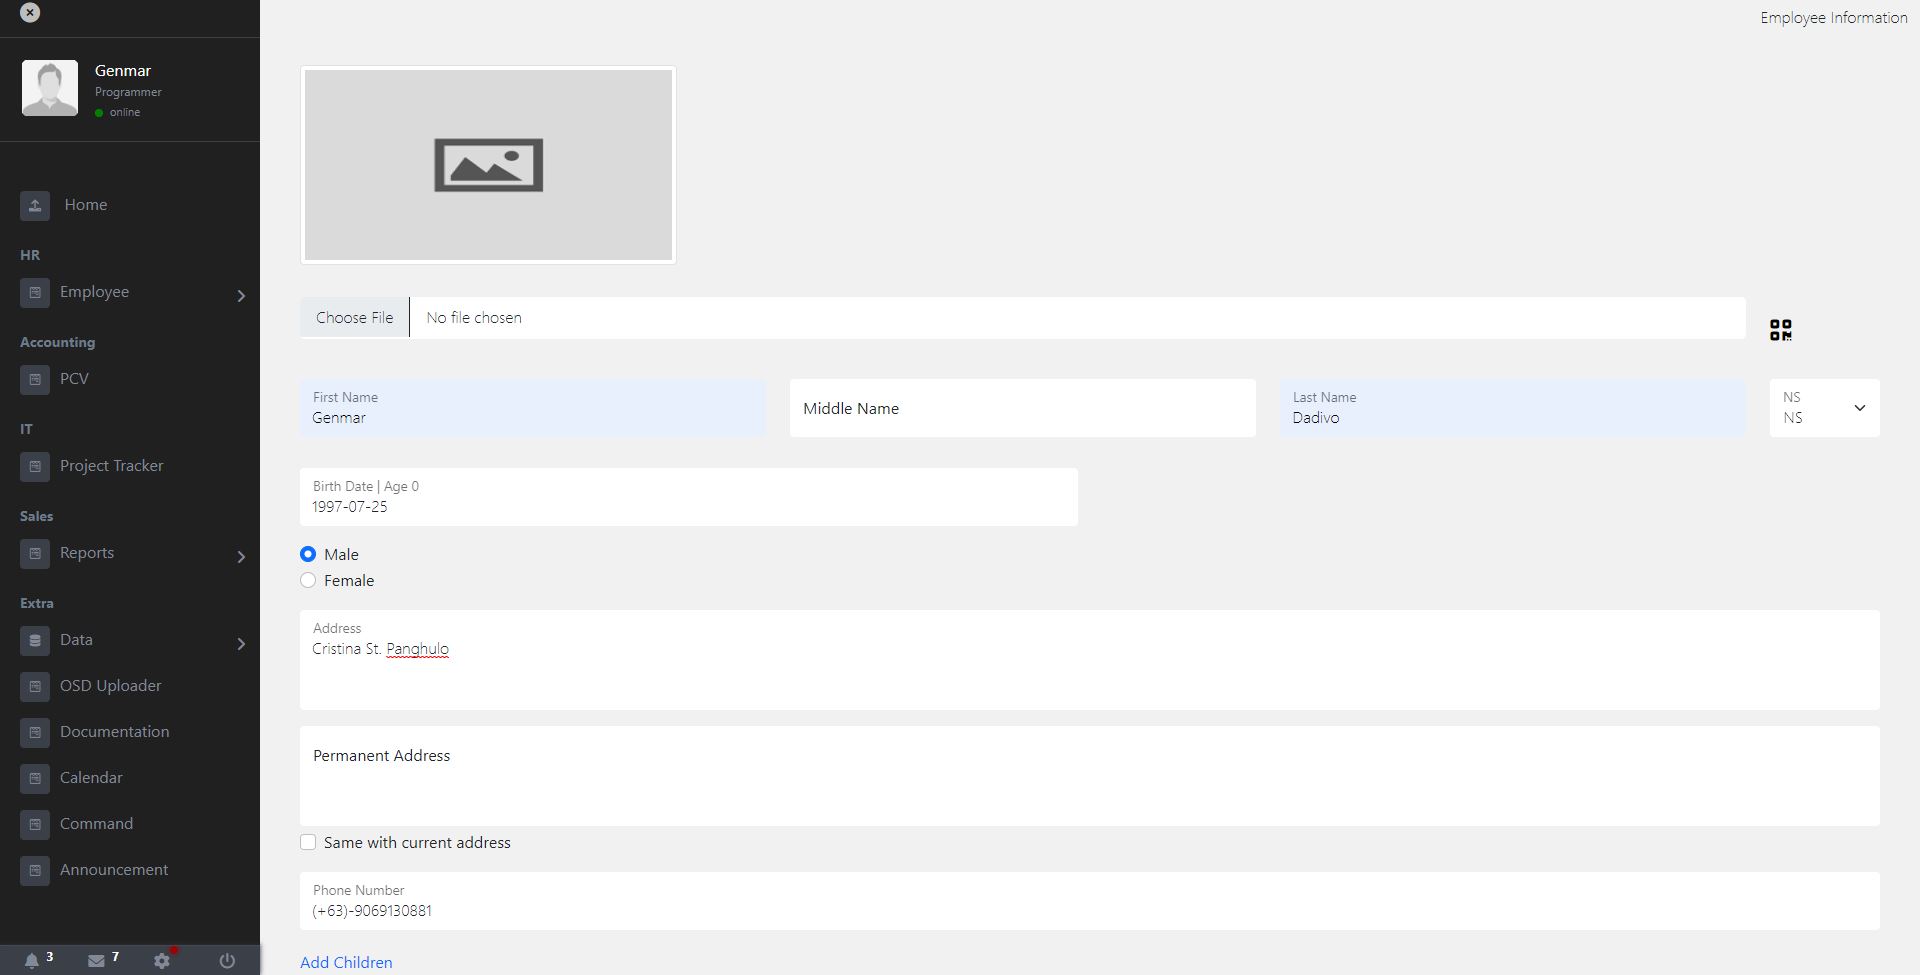 Employee Information
Genmar
Programmer
online
Home
HR
Employee
Accounting
PCV
IT
Project Tracker
Sales
Reports
Extra
Data
OSD Uploader
Documentation
Calendar
Command
Announcement
3
7
Choose File
No file chosen
First Name
Genmar
Middle Name
Last Name
Dadivo
NS
NS
Birth Date | Age 0
1997-07-25
Male
Female
Address
Cristina St. Panghulo
Permanent Address
Same with current address
Phone Number
(+63)-9069130881
Add Children